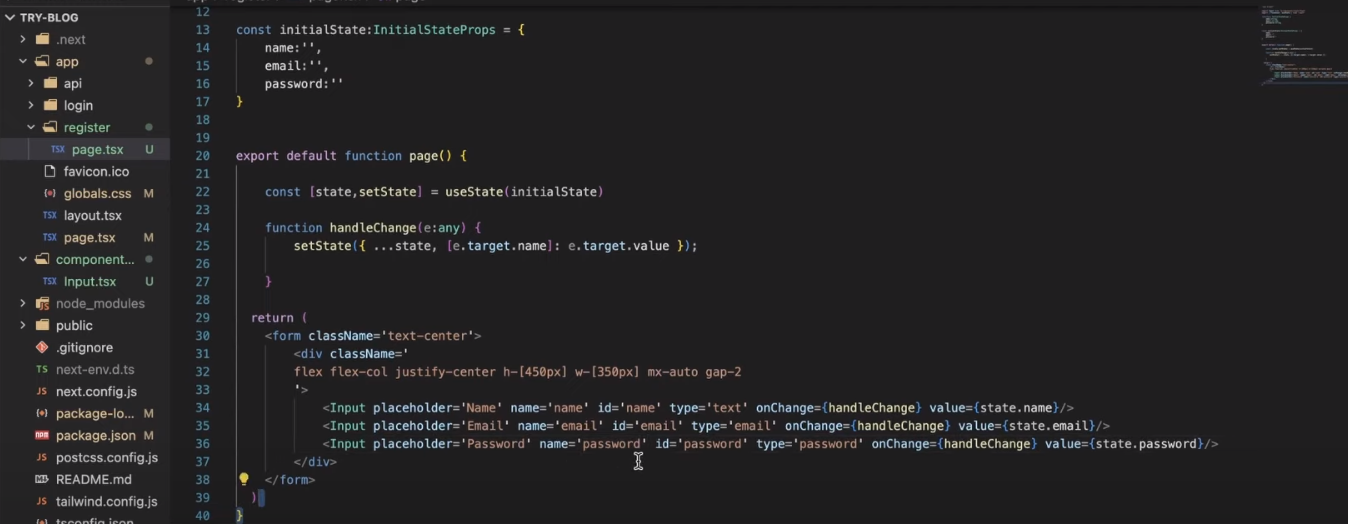 TRY-BLOG
.next
app
api
login
register
page.tsx U
favicon.ico
globals.css M
layout.tsx
page.tsx M
component...
Input.tsx U
node_modules
public
.gitignore
next-env.d.ts
next.config.js
package-lo... M
package.json M
postcss.config.js
README.md
tailwind.config.js
tsconfig.json
12
13 const initialState:InitialStateProps = {
14 name:'',
15 email:'',
16 password:''
17 }
18
19
20 export default function page() {
21
22 const [state,setState] = useState(initialState)
23
24 function handleChange(e:any) {
25 setState({ ...state, [e.target.name]: e.target.value });
26
27 }
28
29 return (
30 <form className='text-center'>
31 <div className='
32 flex flex-col justify-center h-[450px] w-[350px] mx-auto gap-2
33 '>
34 <Input placeholder='Name' name='name' id='name' type='text' onChange={handleChange} value={state.name}/>
35 <Input placeholder='Email' name='email' id='email' type='email' onChange={handleChange} value={state.email}/>
36 <Input placeholder='Password' name='password' id='password' type='password' onChange={handleChange} value={state.password}/>
37 </div>
38 </form>
39 )
40 }